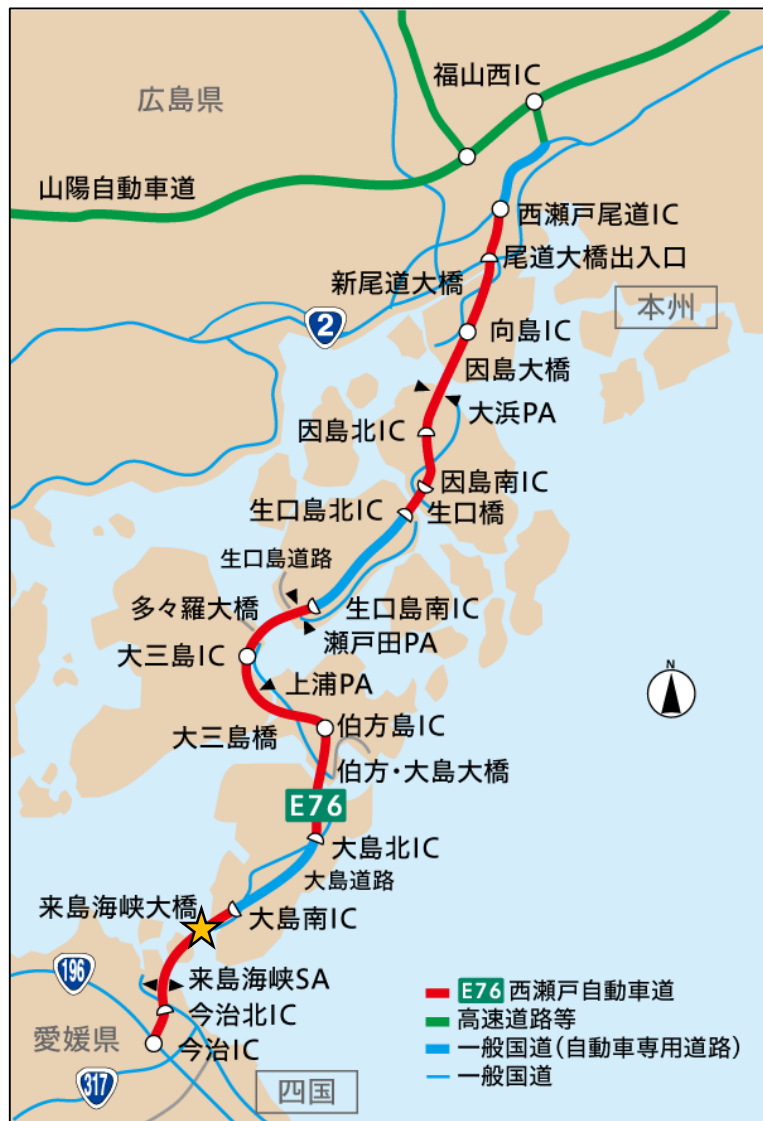 福山西IC
広島県
山陽自動車道
西瀬戸尾道IC
尾道大橋出入口
新尾道大橋
本州
2
向島IC
因島大橋
大浜PA
因島北IC
因島南IC
生口島北IC
生口橋
生口島道路
多々羅大橋
生口島南IC
瀬戸田PA
大三島IC
N
上浦PA
大三島橋
伯方島IC
伯方・大島大橋
E76
大島北IC
大島道路
来島海峡大橋
大島南IC
196
来島海峡SA
今治北IC
愛媛県
今治IC
317
四国
E76 西瀬戸自動車道
高速道路等
一般国道(自動車専用道路)
一般国道